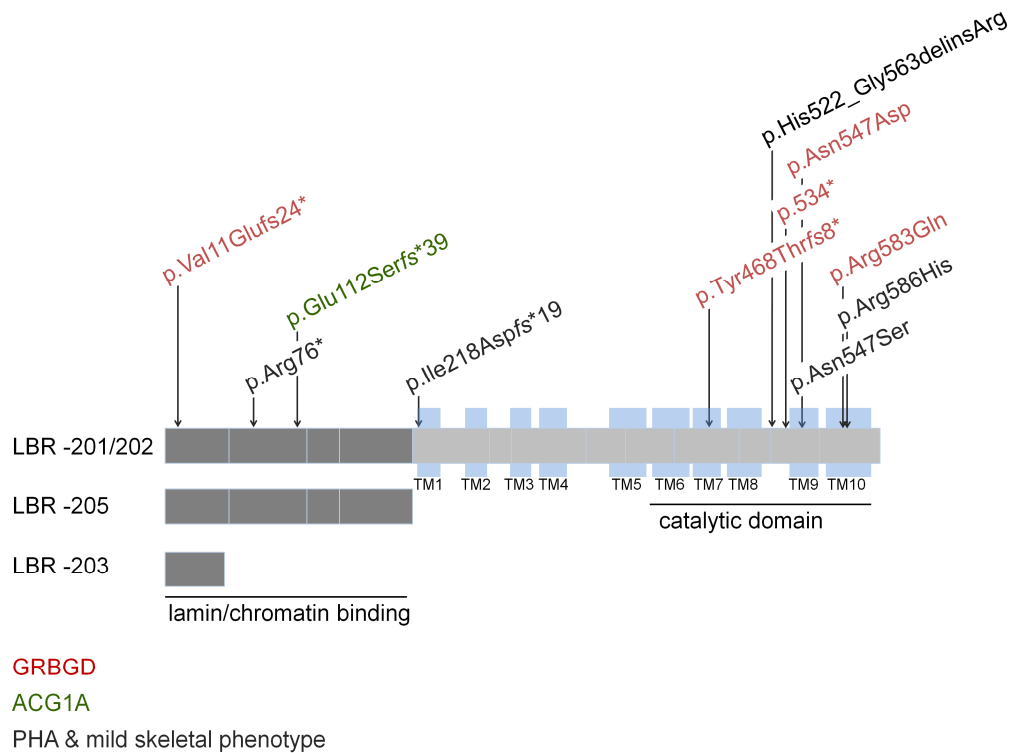 p.His522_Gly563delinsArg
p.Asn547Asp
p.534*
p.Val11Glufs24*
p.Glu112Serfs*39
p.Tyr468Thrfs8*
p.Arg583Gln
p.Arg586His
p.Arg76*
p.Ile218Aspfs*19
p.Asn547Ser
LBR -201/202
TM1 TM2 TM3 TM4 TM5 TM6 TM7 TM8 TM9 TM10
LBR -205
catalytic domain
LBR -203
lamin/chromatin binding
GRBGD
ACG1A
PHA & mild skeletal phenotype